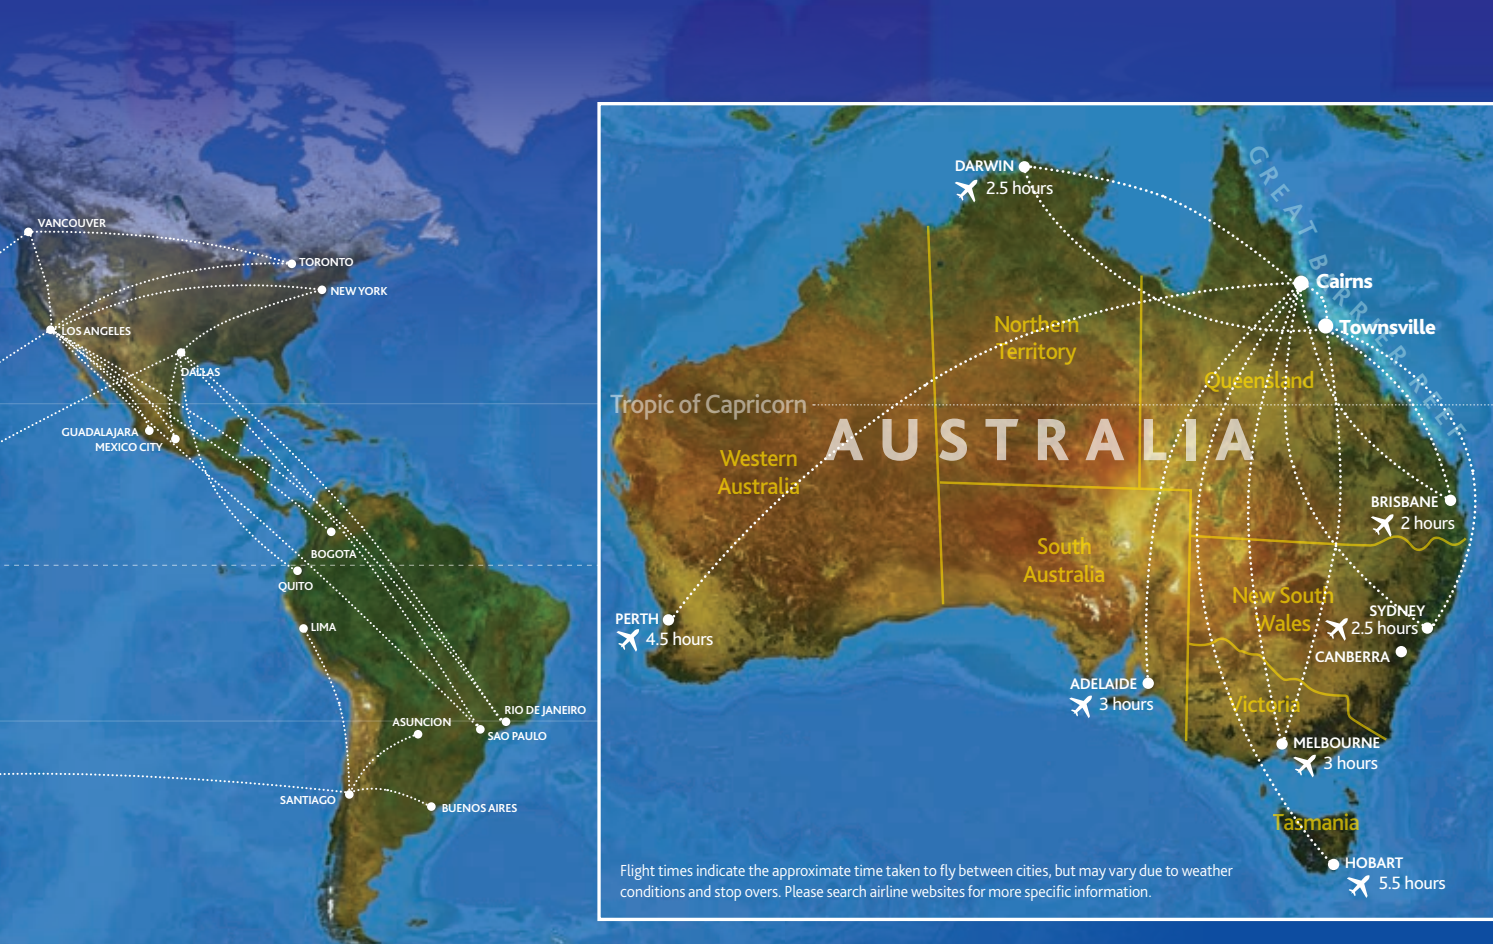 VANCOUVER
TORONTO
NEW YORK
LOS ANGELES
DALLAS
GUADALAJARA
MEXICO CITY
BOGOTA
QUITO
LIMA
RIO DE JANEIRO
ASUNCION
SAO PAULO
SANTIAGO
BUENOS AIRES
DARWIN
2.5 hours
GREAT BARRIER REEF
Cairns
Townsville
Northern
Territory
Queensland
Tropic of Capricorn
AUSTRALIA
Western
Australia
BRISBANE
2 hours
South
Australia
New South
Wales
SYDNEY
2.5 hours
PERTH
4.5 hours
CANBERRA
ADELAIDE
3 hours
Victoria
MELBOURNE
3 hours
Tasmania
HOBART
5.5 hours
Flight times indicate the approximate time taken to fly between cities, but may vary due to weather
conditions and stop overs. Please search airline websites for more specific information.